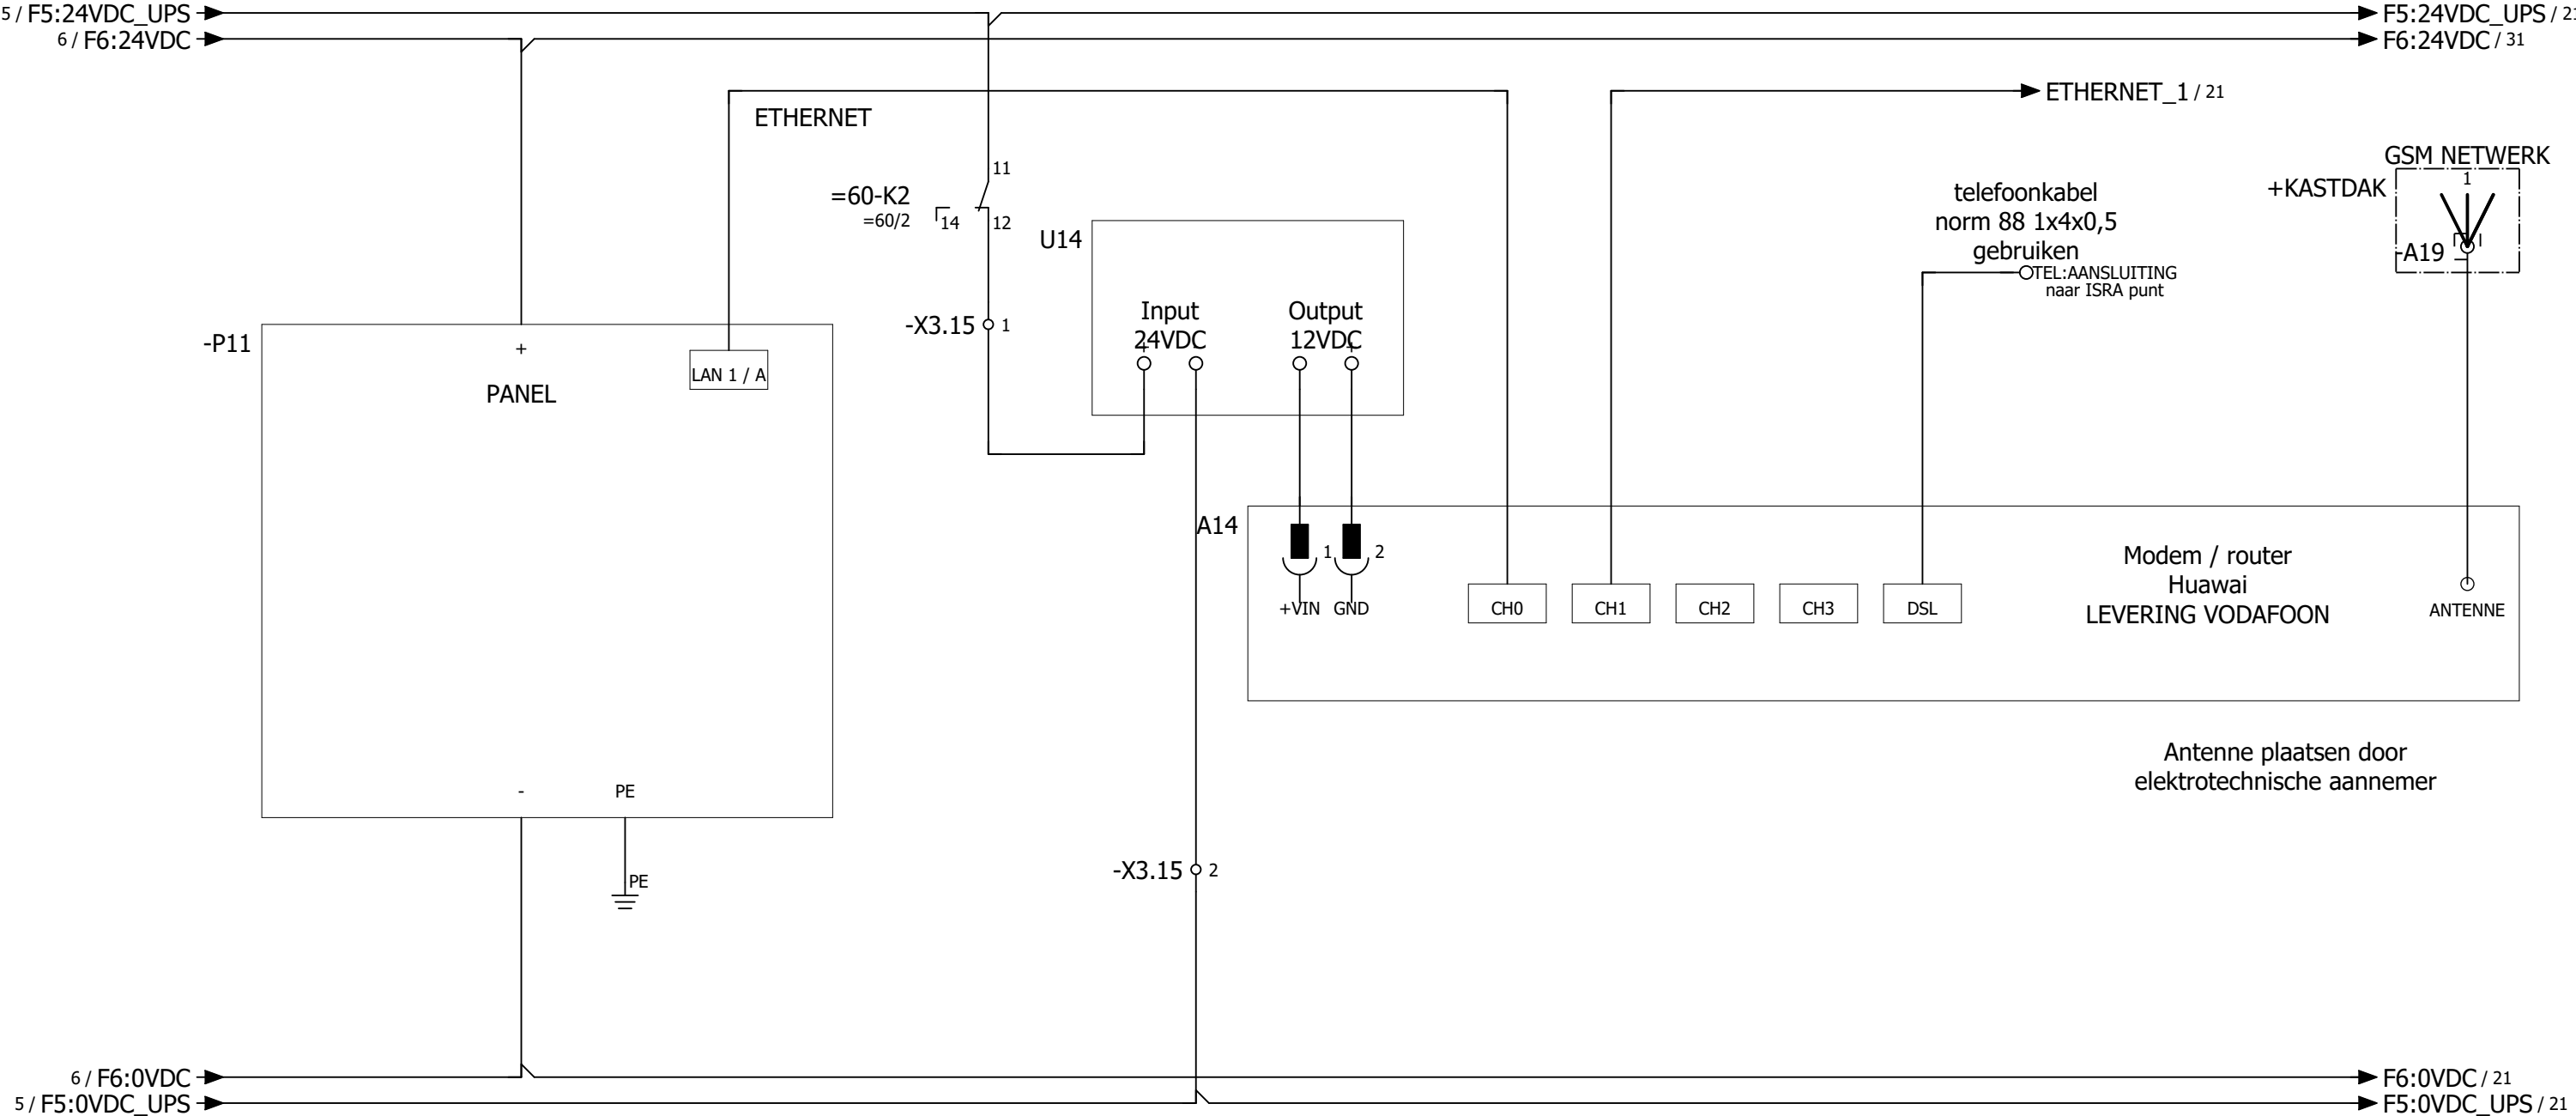 5 / F5:24VDC_UPS
F5:24VDC_UPS / 21
6 / F6:24VDC
F6:24VDC / 31
ETHERNET_1 / 21
ETHERNET
GSM NETWERK
11
1
=60-K2
+KASTDAK
=60/2
14
12
telefoonkabel
norm 88 1x4x0,5
gebruiken
TEL:AANSLUITING
naar ISRA punt
-A19
U14
Input
24VDC
Output
12VDC
-X3.15
1
-P11
+
LAN 1 / A
PANEL
A14
1
2
+VIN
GND
CH0
CH1
CH2
CH3
DSL
Modem / router
Huawai
LEVERING VODAFOON
ANTENNE
Antenne plaatsen door
elektrotechnische aannemer
-
PE
PE
-X3.15
2
6 / F6:0VDC
F6:0VDC / 21
5 / F5:0VDC_UPS
F5:0VDC_UPS / 21